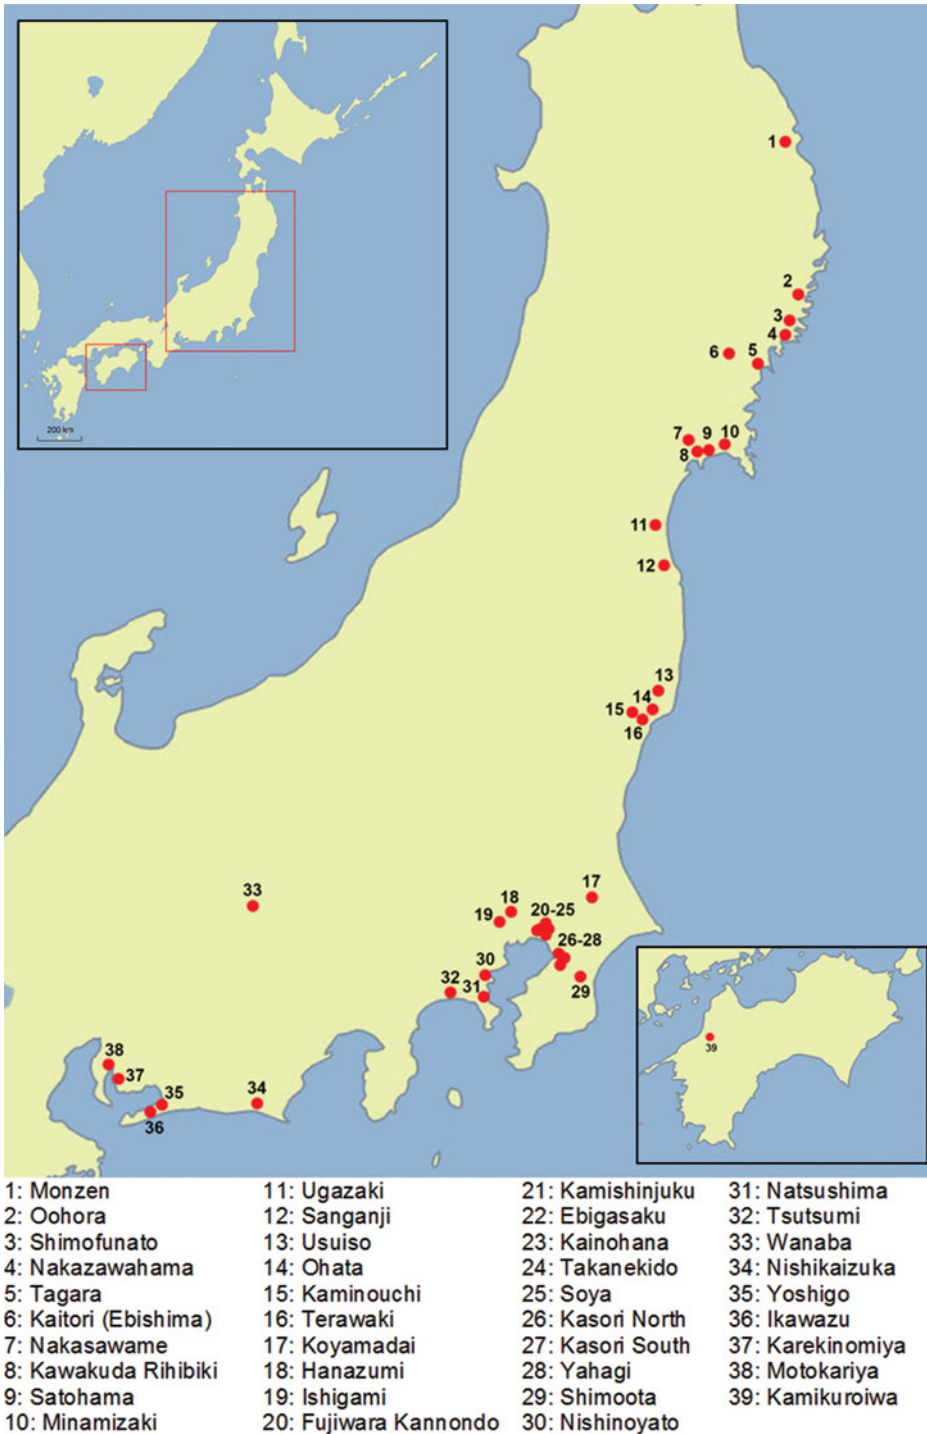 200 km
1
2
3
4
5
6
7
8
9
10
11
12
13
14
15
16
17
18
19
20-25
26-28
29
30
31
32
33
34
35
36
37
38
39
1: Monzen
2: Oohora
3: Shimofunato
4: Nakazawahama
5: Tagara
6: Kaitori (Ebishima)
7: Nakasawame
8: Kawakuda Rihibiki
9: Satohama
10: Minamizaki
11: Ugazaki
12: Sanganji
13: Usuiso
14: Ohata
15: Kaminouchi
16: Terawaki
17: Koyamadai
18: Hanazumi
19: Ishigami
20: Fujiwara Kannondo
21: Kamishinjuku
22: Ebigasaku
23: Kainohana
24: Takanekido
25: Soya
26: Kasori North
27: Kasori South
28: Yahagi
29: Shimoota
30: Nishinoyato
31: Natsushima
32: Tsutsumi
33: Wanaba
34: Nishikaizuka
35: Yoshigo
36: Ikawazu
37: Karekinomiya
38: Motokariya
39: Kamikuroiwa